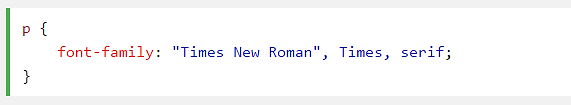 p {
    font-family: "Times New Roman", Times, serif;
}